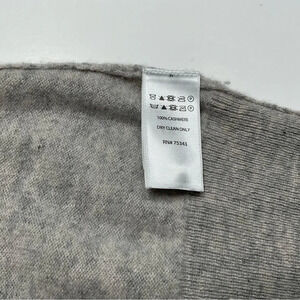 100% CASHMERE
DRY CLEAN ONLY
RN# 75341